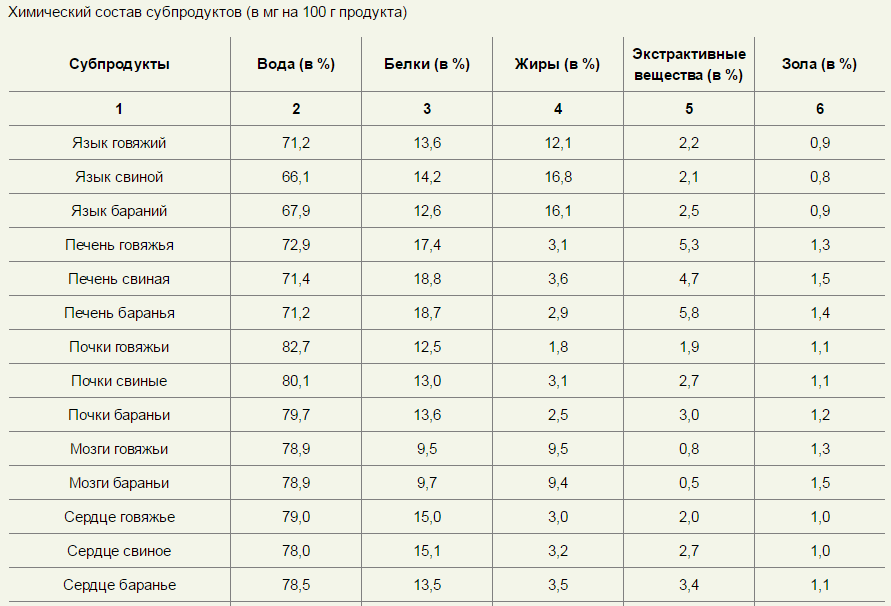 Химический состав субпродуктов (в мг на 100 г продукта)
Субпродукты Вода (в %) Белки (в %) Жиры (в %) Экстрактивные вещества (в %) Зола (в %)
1 2 3 4 5 6
Язык говяжий 71,2 13,6 12,1 2,2 0,9
Язык свиной 66,1 14,2 16,8 2,1 0,8
Язык бараний 67,9 12,6 16,1 2,5 0,9
Печень говяжья 72,9 17,4 3,1 5,3 1,3
Печень свиная 71,4 18,8 3,6 4,7 1,5
Печень баранья 71,2 18,7 2,9 5,8 1,4
Почки говяжьи 82,7 12,5 1,8 1,9 1,1
Почки свиные 80,1 13,0 3,1 2,7 1,1
Почки бараньи 79,7 13,6 2,5 3,0 1,2
Мозги говяжьи 78,9 9,5 9,5 0,8 1,3
Мозги бараньи 78,9 9,7 9,4 0,5 1,5
Сердце говяжье 79,0 15,0 3,0 2,0 1,0
Сердце свиное 78,0 15,1 3,2 2,7 1,0
Сердце баранье 78,5 13,5 3,5 3,4 1,1